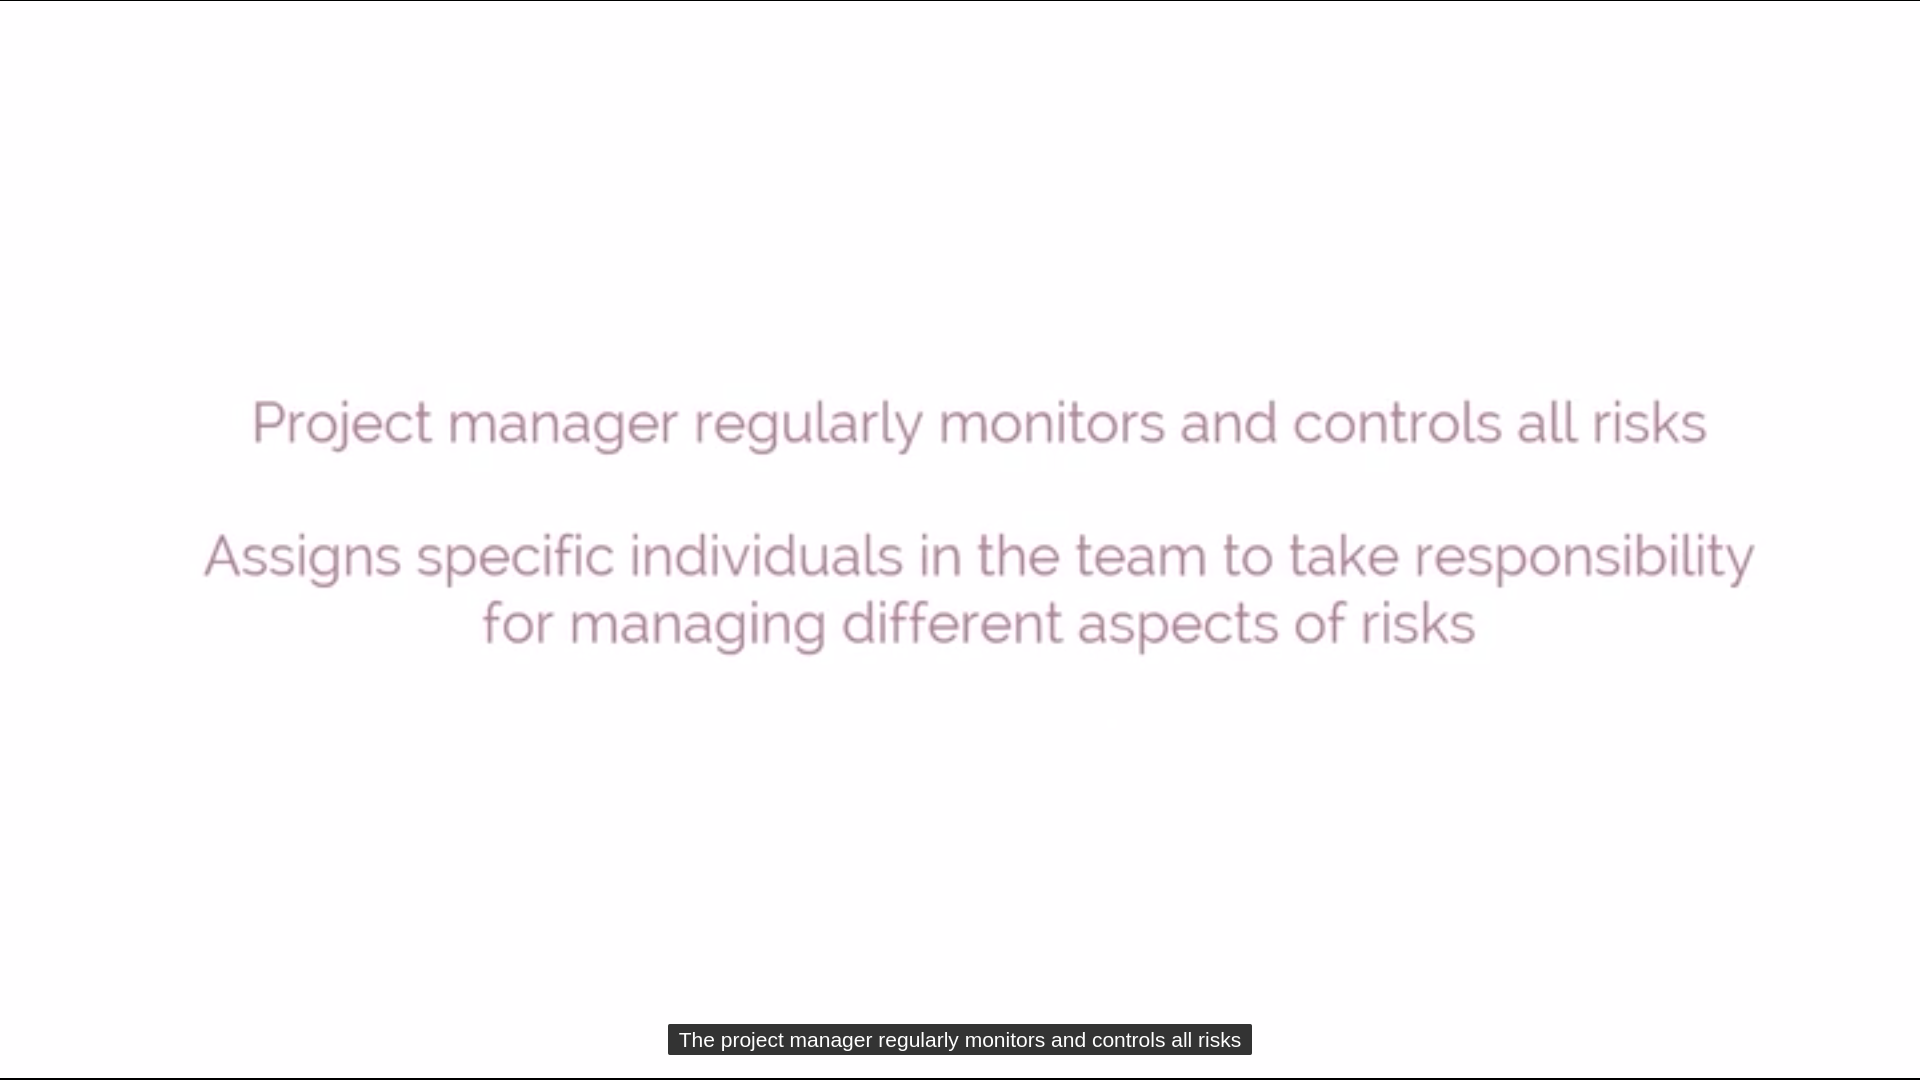 Project manager regularly monitors and controls all risks
Assigns specific individuals in the team to take responsibility
for managing different aspects of risks
The project manager regularly monitors and controls all risks